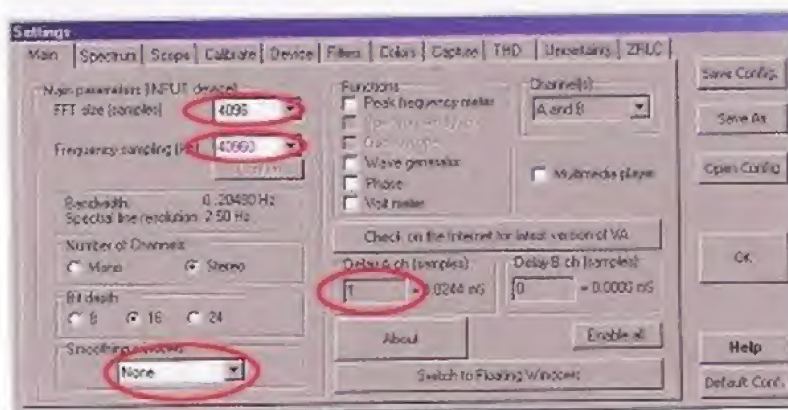 Settings
Main Spectrum Scope Calibrate Device Filters Colors Capture THD Uncertainty ZRLC
Main parameters (INPUT device)
FFT size (samples) 4096
Frequency sampling (Hz) 40960
Bandwidth: 0..20480 Hz
Spectral line resolution: Hz
Number of Channels
Mono Stereo
Bit depth
8 16 24
Smoothing
None
Functions
Peak frequency meter
Wave generator
Phase
Volt meter
Channel(s)
A and B
Multimedia player
Check on the Internet for latest version of VA
Delay A ch (samples)
1 = 0.0244 mS
Delay B ch (samples)
0 = 0.0000 mS
About
Enable all
Switch to Floating Windows
Save Config.
Save As
Open Config
OK
Help
Default Conf.